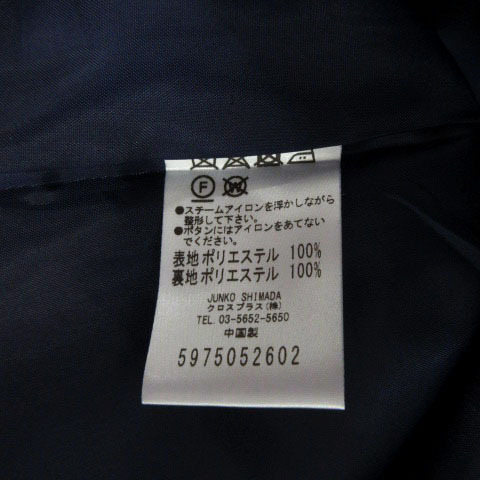 F
W
●スチームアイロンを浮かしながら
整形して下さい。
●ボタンにはアイロンをあてない
でください。
表地 ポリエステル 100%
裏地 ポリエステル 100%
JUNKO SHIMADA
クロスプラス(株)
TEL. 03-5652-5650
中国製
5975052602